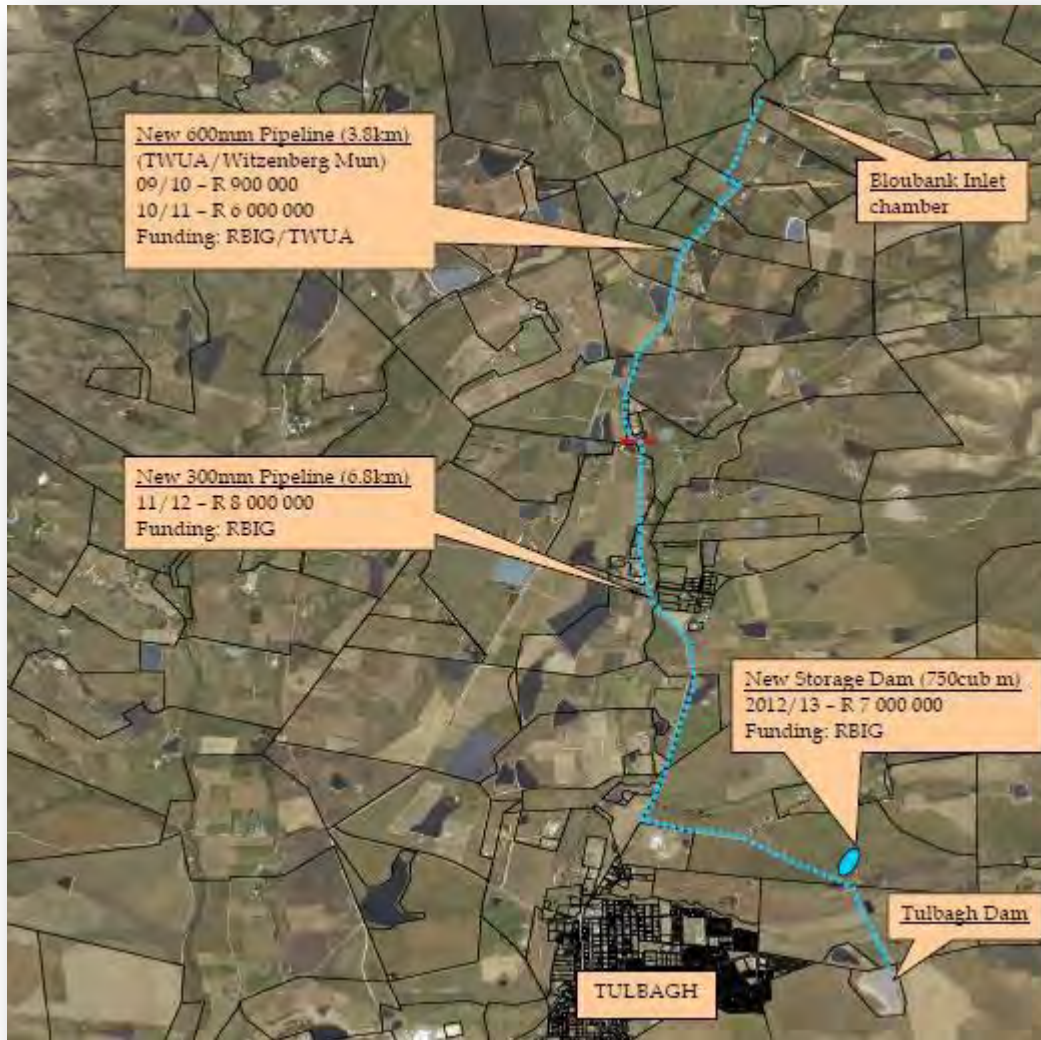 New 600mm Pipeline (3.8km)
(TWUA/Witzenberg Mun)
09/10 – R 900 000
10/11 – R 6 000 000
Funding: RBIG/TWUA
Eloubank Inlet
chamber
New 300mm Pipeline (6.8km)
11/12 – R 8 000 000
Funding: RBIG
New Storage Dam (750cub m)
2012/13 – R 7 000 000
Funding: RBIG
Tulbagh Dam
TULBAGH